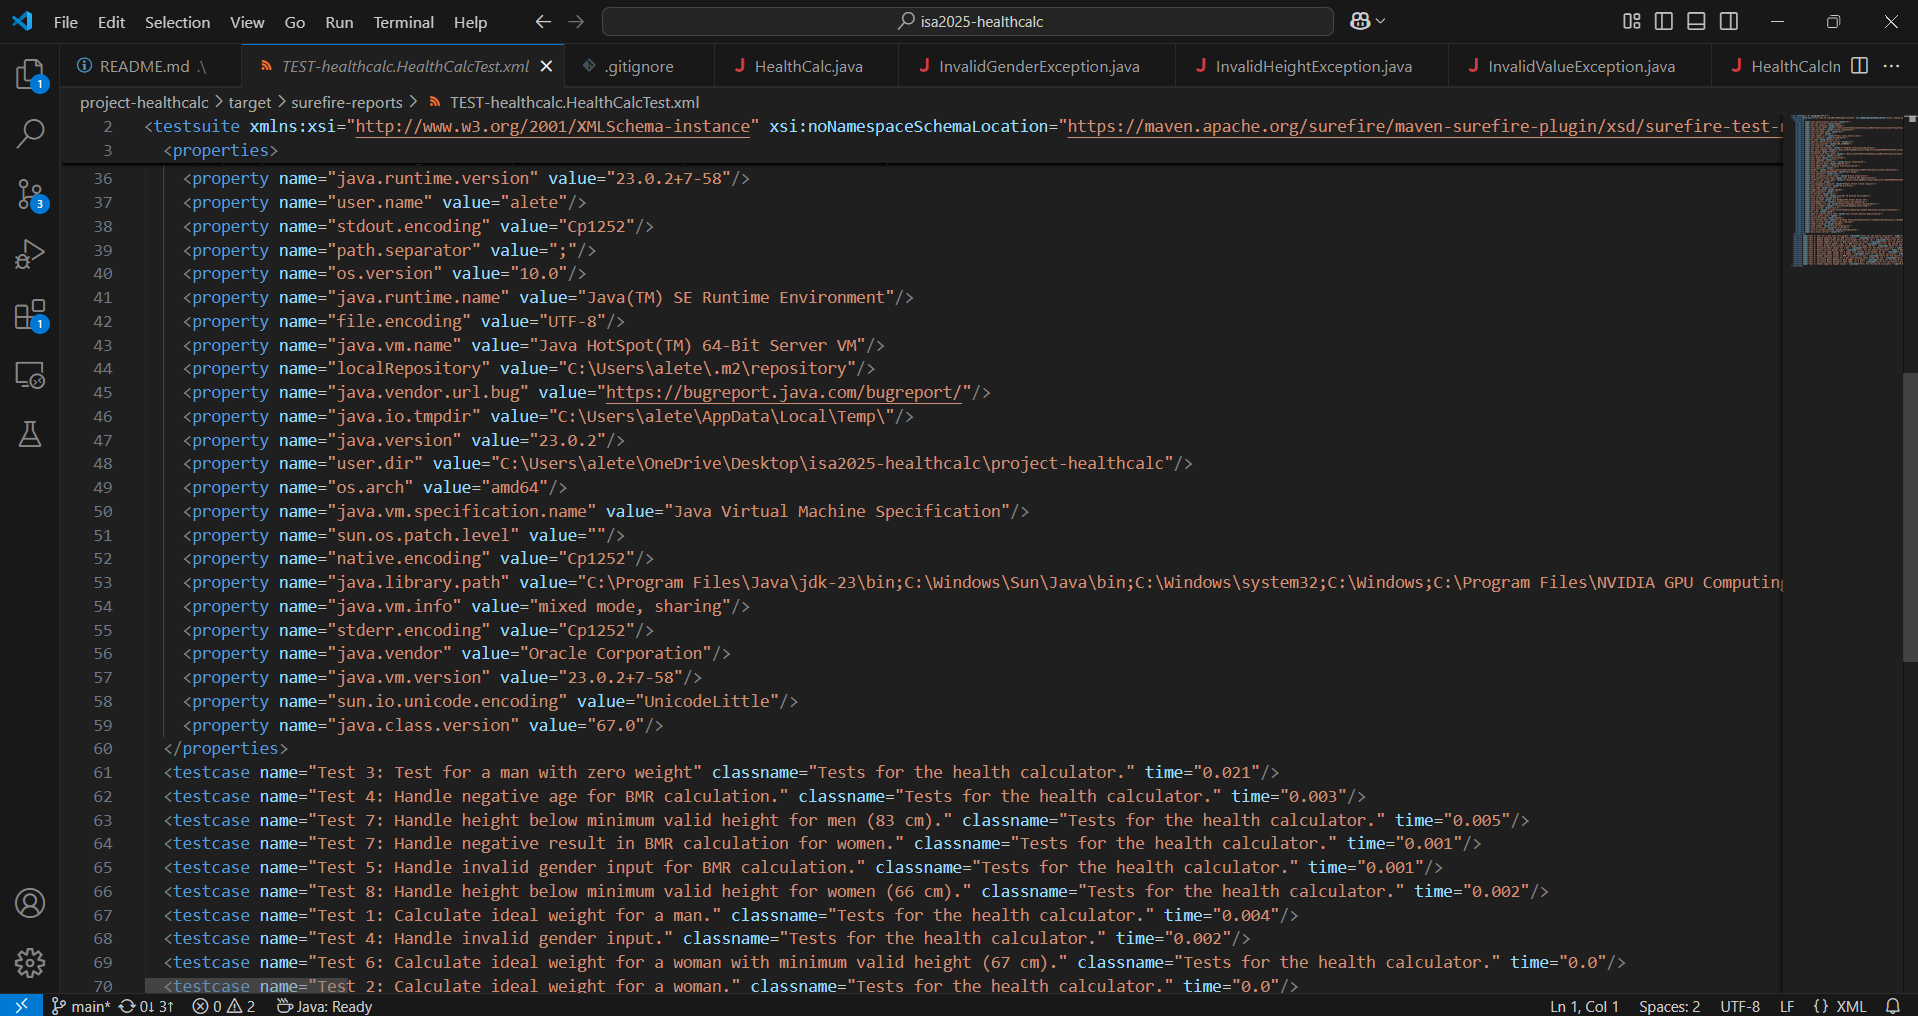 File Edit Selection View Go Run Terminal Help isa2025-healthcalc
README.md .\ TEST-healthcalc.HealthCalcTest.xml .gitignore HealthCalc.java InvalidGenderException.java InvalidHeightException.java InvalidValueException.java HealthCalcIn
project-healthcalc > target > surefire-reports > TEST-healthcalc.HealthCalcTest.xml
2 <testsuite xmlns:xsi="http://www.w3.org/2001/XMLSchema-instance" xsi:noNamespaceSchemaLocation="https://maven.apache.org/surefire/maven-surefire-plugin/xsd/surefire-test-
3 <properties>
36 <property name="java.runtime.version" value="23.0.2+7-58"/>
37 <property name="user.name" value="alete"/>
38 <property name="stdout.encoding" value="Cp1252"/>
39 <property name="path.separator" value=";"/>
40 <property name="os.version" value="10.0"/>
41 <property name="java.runtime.name" value="Java(TM) SE Runtime Environment"/>
42 <property name="file.encoding" value="UTF-8"/>
43 <property name="java.vm.name" value="Java HotSpot(TM) 64-Bit Server VM"/>
44 <property name="localRepository" value="C:\Users\alete\.m2\repository"/>
45 <property name="java.vendor.url.bug" value="https://bugreport.java.com/bugreport/"/>
46 <property name="java.io.tmpdir" value="C:\Users\alete\AppData\Local\Temp\"/>
47 <property name="java.version" value="23.0.2"/>
48 <property name="user.dir" value="C:\Users\alete\OneDrive\Desktop\isa2025-healthcalc\project-healthcalc"/>
49 <property name="os.arch" value="amd64"/>
50 <property name="java.vm.specification.name" value="Java Virtual Machine Specification"/>
51 <property name="sun.os.patch.level" value=""/>
52 <property name="native.encoding" value="Cp1252"/>
53 <property name="java.library.path" value="C:\Program Files\Java\jdk-23\bin;C:\Windows\Sun\Java\bin;C:\Windows\system32;C:\Windows;C:\Program Files\NVIDIA GPU Computing
54 <property name="java.vm.info" value="mixed mode, sharing"/>
55 <property name="stderr.encoding" value="Cp1252"/>
56 <property name="java.vendor" value="Oracle Corporation"/>
57 <property name="java.vm.version" value="23.0.2+7-58"/>
58 <property name="sun.io.unicode.encoding" value="UnicodeLittle"/>
59 <property name="java.class.version" value="67.0"/>
60 </properties>
61 <testcase name="Test 3: Test for a man with zero weight" classname="Tests for the health calculator." time="0.021"/>
62 <testcase name="Test 4: Handle negative age for BMR calculation." classname="Tests for the health calculator." time="0.003"/>
63 <testcase name="Test 7: Handle height below minimum valid height for men (83 cm)." classname="Tests for the health calculator." time="0.005"/>
64 <testcase name="Test 7: Handle negative result in BMR calculation for women." classname="Tests for the health calculator." time="0.001"/>
65 <testcase name="Test 5: Handle invalid gender input for BMR calculation." classname="Tests for the health calculator." time="0.001"/>
66 <testcase name="Test 8: Handle height below minimum valid height for women (66 cm)." classname="Tests for the health calculator." time="0.002"/>
67 <testcase name="Test 1: Calculate ideal weight for a man." classname="Tests for the health calculator." time="0.004"/>
68 <testcase name="Test 4: Handle invalid gender input." classname="Tests for the health calculator." time="0.002"/>
69 <testcase name="Test 6: Calculate ideal weight for a woman with minimum valid height (67 cm)." classname="Tests for the health calculator." time="0.0"/>
70 <testcase name="Test 2: Calculate ideal weight for a woman." classname="Tests for the health calculator." time="0.0"/>
main* 0↓ 3↑ 0 2 Java: Ready Ln 1, Col 1 Spaces: 2 UTF-8 LF {} XML